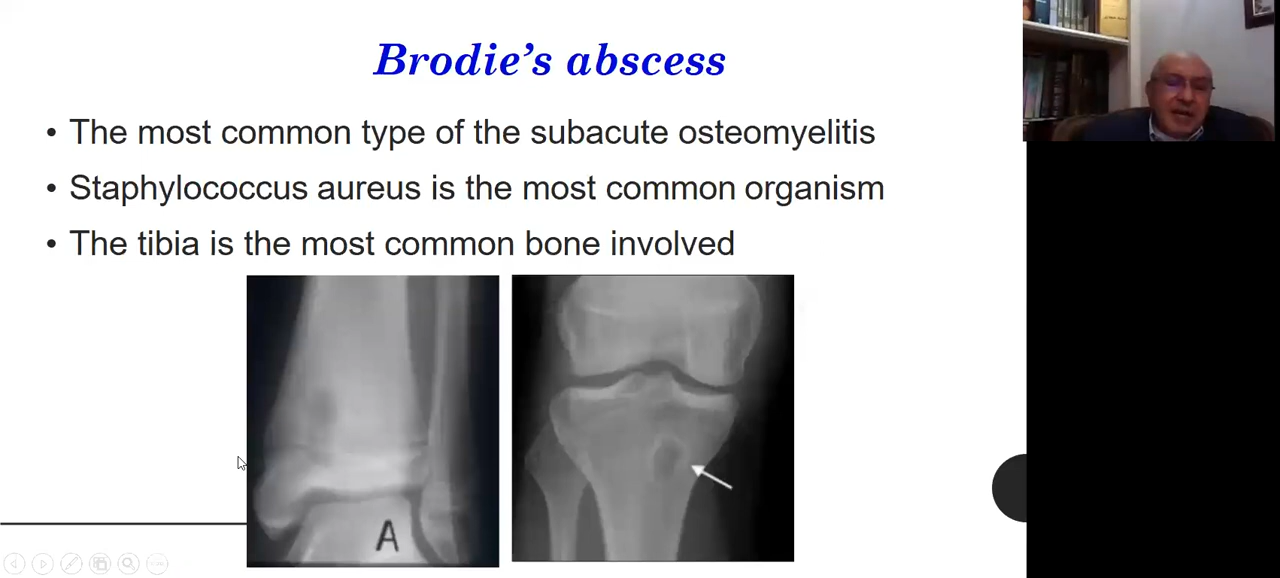 Brodie’s abscess
• The most common type of the subacute osteomyelitis
• Staphylococcus aureus is the most common organism
• The tibia is the most common bone involved
A